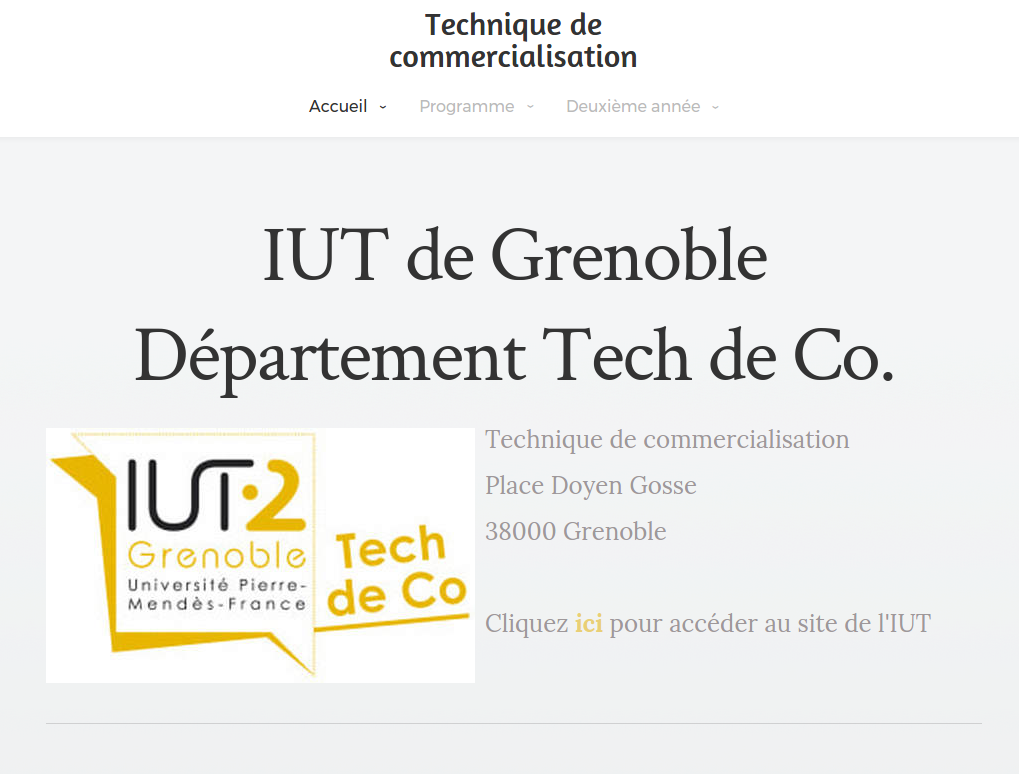 Technique de
commercialisation
Accueil
Programme
Deuxième année
IUT de Grenoble
Département Tech de Co.
IUT·2
Grenoble
Université Pierre-
Mendès-France
Tech
de Co
Technique de commercialisation
Place Doyen Gosse
38000 Grenoble
Cliquez ici pour accéder au site de l'IUT